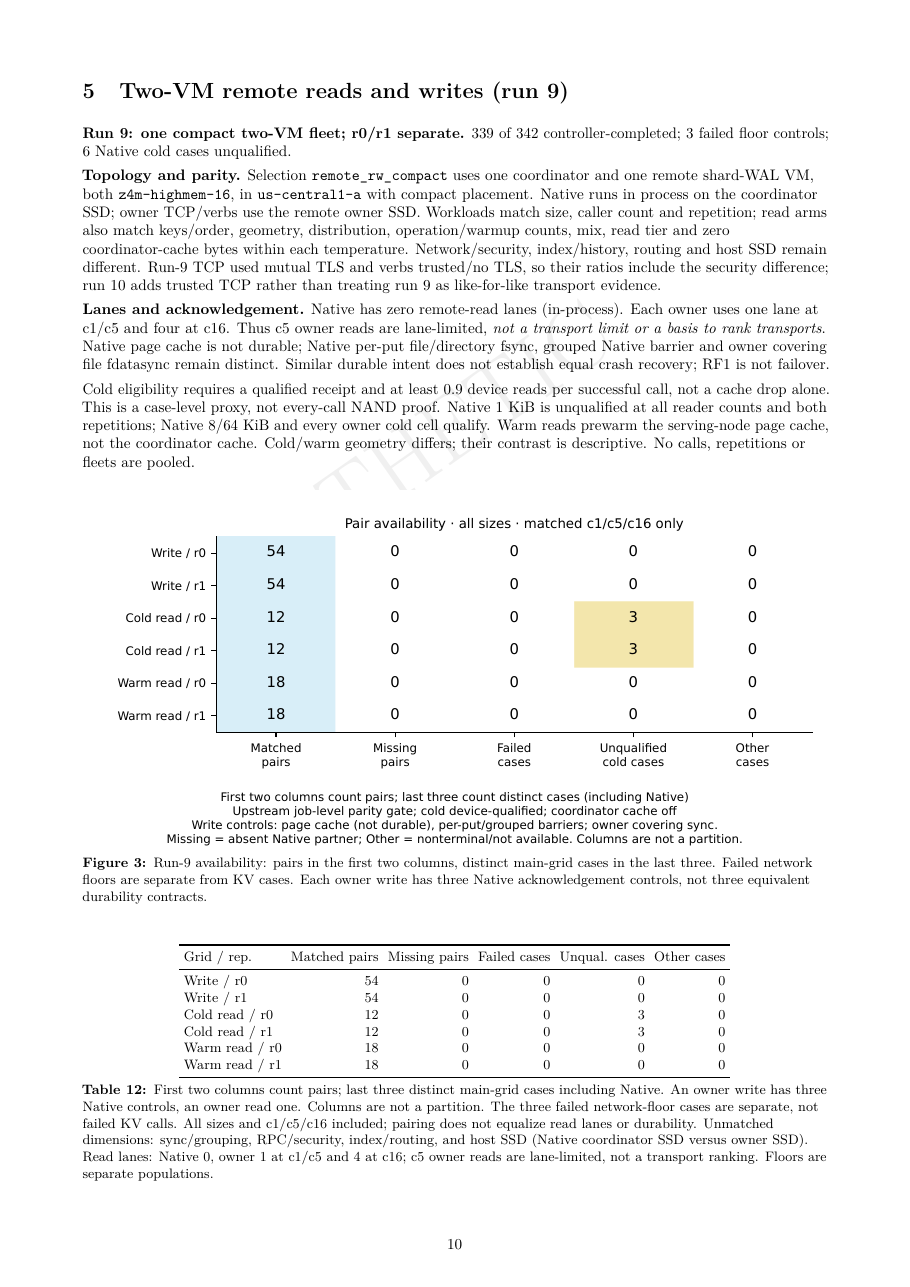 5 Two-VM remote reads and writes (run 9)
Run 9: one compact two-VM fleet; r0/r1 separate. 339 of 342 controller-completed; 3 failed floor controls;
6 Native cold cases unqualified.
Topology and parity. Selection remote_rw_compact uses one coordinator and one remote shard-WAL VM,
both z4m-highmem-16, in us-central1-a with compact placement. Native runs in process on the coordinator
SSD; owner TCP/verbs use the remote owner SSD. Workloads match size, caller count and repetition; read arms
also match keys/order, geometry, distribution, operation/warmup counts, mix, read tier and zero
coordinator-cache bytes within each temperature. Network/security, index/history, routing and host SSD remain
different. Run-9 TCP used mutual TLS and verbs trusted/no TLS, so their ratios include the security difference;
run 10 adds trusted TCP rather than treating run 9 as like-for-like transport evidence.
Lanes and acknowledgement. Native has zero remote-read lanes (in-process). Each owner uses one lane at
c1/c5 and four at c16. Thus c5 owner reads are lane-limited, not a transport limit or a basis to rank transports.
Native page cache is not durable; Native per-put file/directory fsync, grouped Native barrier and owner covering
file fdatasync remain distinct. Similar durable intent does not establish equal crash recovery; RF1 is not failover.
Cold eligibility requires a qualified receipt and at least 0.9 device reads per successful call, not a cache drop alone.
This is a case-level proxy, not every-call NAND proof. Native 1 KiB is unqualified at all reader counts and both
repetitions; Native 8/64 KiB and every owner cold cell qualify. Warm reads prewarm the serving-node page cache,
not the coordinator cache. Cold/warm geometry differs; their contrast is descriptive. No calls, repetitions or
fleets are pooled.
Pair availability · all sizes · matched c1/c5/c16 only
Write / r0 54 0 0 0 0
Write / r1 54 0 0 0 0
Cold read / r0 12 0 0 3 0
Cold read / r1 12 0 0 3 0
Warm read / r0 18 0 0 0 0
Warm read / r1 18 0 0 0 0
Matched Missing Failed Unqualified Other
pairs pairs cases cold cases cases
First two columns count pairs; last three count distinct cases (including Native)
Upstream job-level parity gate; cold device-qualified; coordinator cache off
Write controls: page cache (not durable), per-put/grouped barriers; owner covering sync.
Missing = absent Native partner; Other = nonterminal/not available. Columns are not a partition.
Figure 3: Run-9 availability: pairs in the first two columns, distinct main-grid cases in the last three. Failed network
floors are separate from KV cases. Each owner write has three Native acknowledgement controls, not three equivalent
durability contracts.
Grid / rep. Matched pairs Missing pairs Failed cases Unqual. cases Other cases
Write / r0 54 0 0 0 0
Write / r1 54 0 0 0 0
Cold read / r0 12 0 0 3 0
Cold read / r1 12 0 0 3 0
Warm read / r0 18 0 0 0 0
Warm read / r1 18 0 0 0 0
Table 12: First two columns count pairs; last three distinct main-grid cases including Native. An owner write has three
Native controls, an owner read one. Columns are not a partition. The three failed network-floor cases are separate, not
failed KV calls. All sizes and c1/c5/c16 included; pairing does not equalize read lanes or durability. Unmatched
dimensions: sync/grouping, RPC/security, index/routing, and host SSD (Native coordinator SSD versus owner SSD).
Read lanes: Native 0, owner 1 at c1/c5 and 4 at c16; c5 owner reads are lane-limited, not a transport ranking. Floors are
separate populations.
10